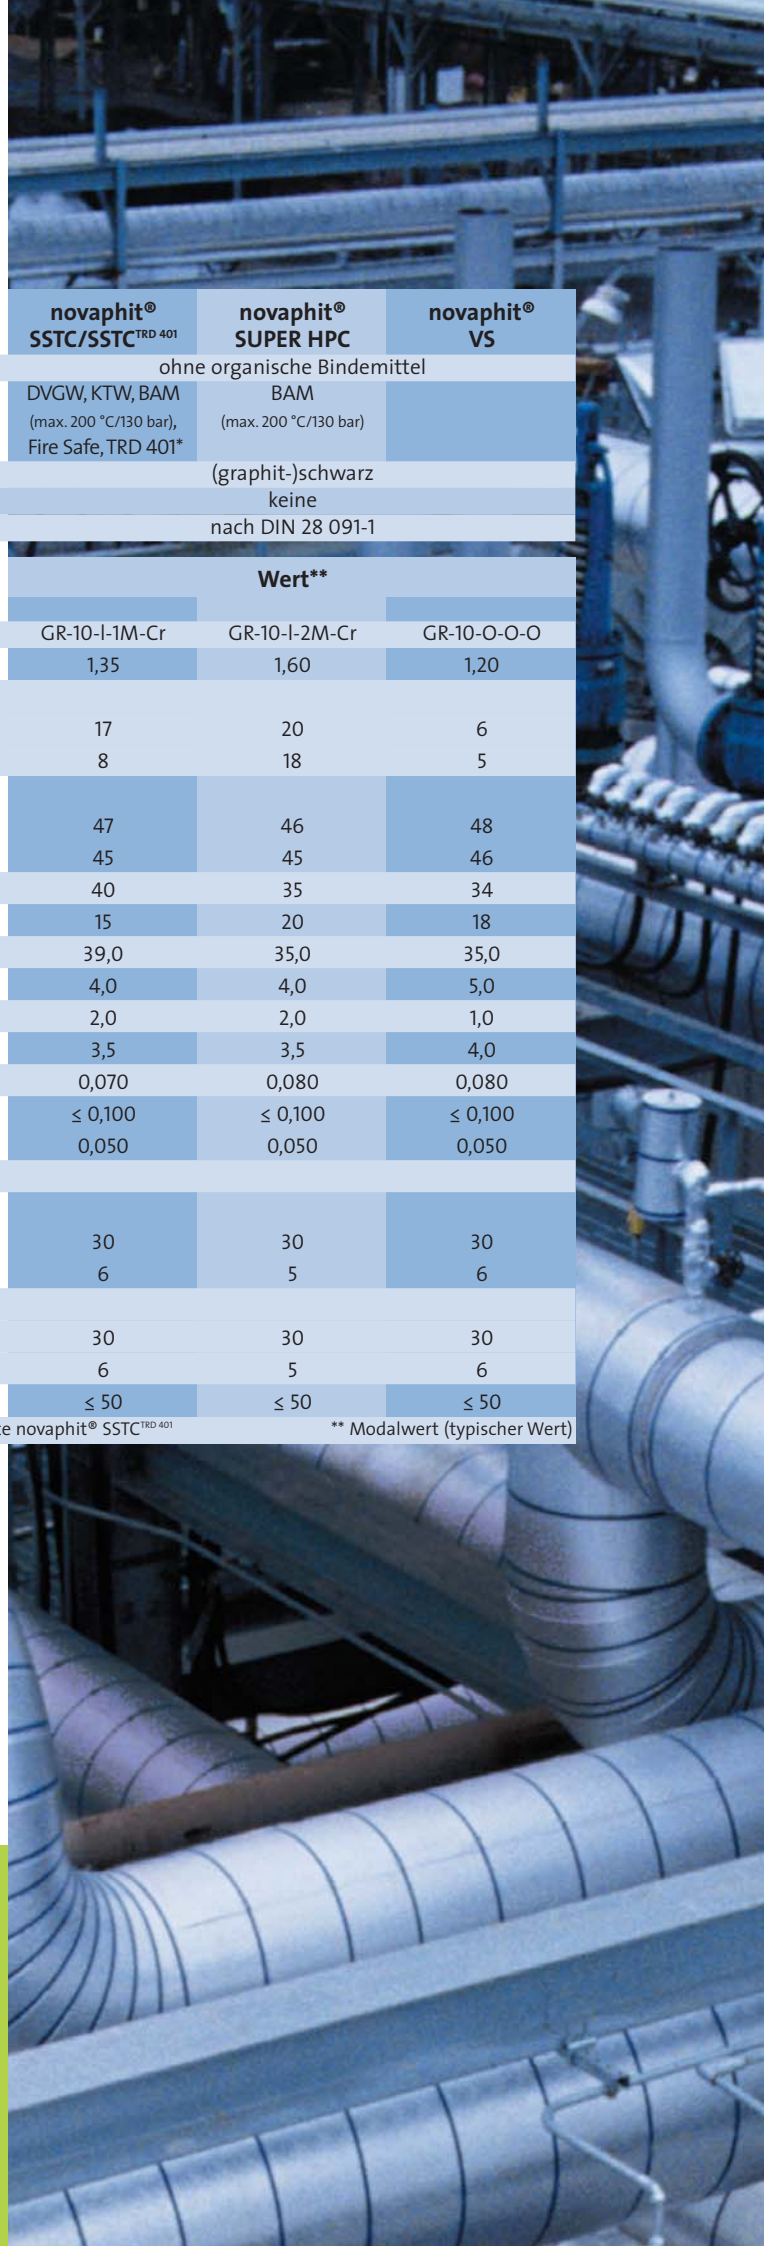 novaphit® novaphit® novaphit®
SSTC/SSTC TRD 401 SUPER HPC VS
ohne organische Bindemittel
DVGW, KTW, BAM BAM
(max. 200 °C/130 bar), (max. 200 °C/130 bar)
Fire Safe, TRD 401*
(graphit-)schwarz
keine
nach DIN 28 091-1
Wert**
GR-10-l-1M-Cr GR-10-l-2M-Cr GR-10-O-O-O
1,35 1,60 1,20
17 20 6
8 18 5
47 46 48
45 45 46
40 35 34
15 20 18
39,0 35,0 35,0
4,0 4,0 5,0
2,0 2,0 1,0
3,5 3,5 4,0
0,070 0,080 0,080
≤ 0,100 ≤ 0,100 ≤ 0,100
0,050 0,050 0,050
30 30 30
6 5 6
30 30 30
6 5 6
≤ 50 ≤ 50 ≤ 50
novaphit® SSTC TRD 401 ** Modalwert (typischer Wert)